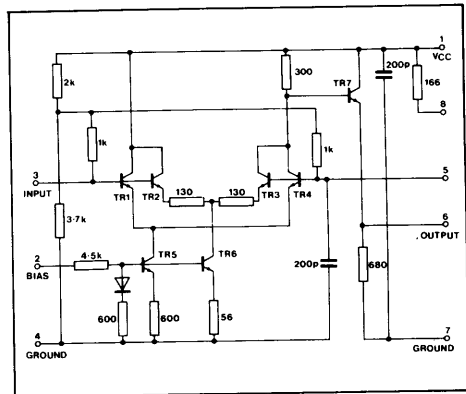 1
VCC
2k
300
TR7
200p
166
8
1k
1k
3
INPUT
TR1
TR2
130
130
TR3
TR4
5
3·7k
6
OUTPUT
2
BIAS
4·5k
TR5
TR6
200p
680
600
600
56
4
GROUND
7
GROUND